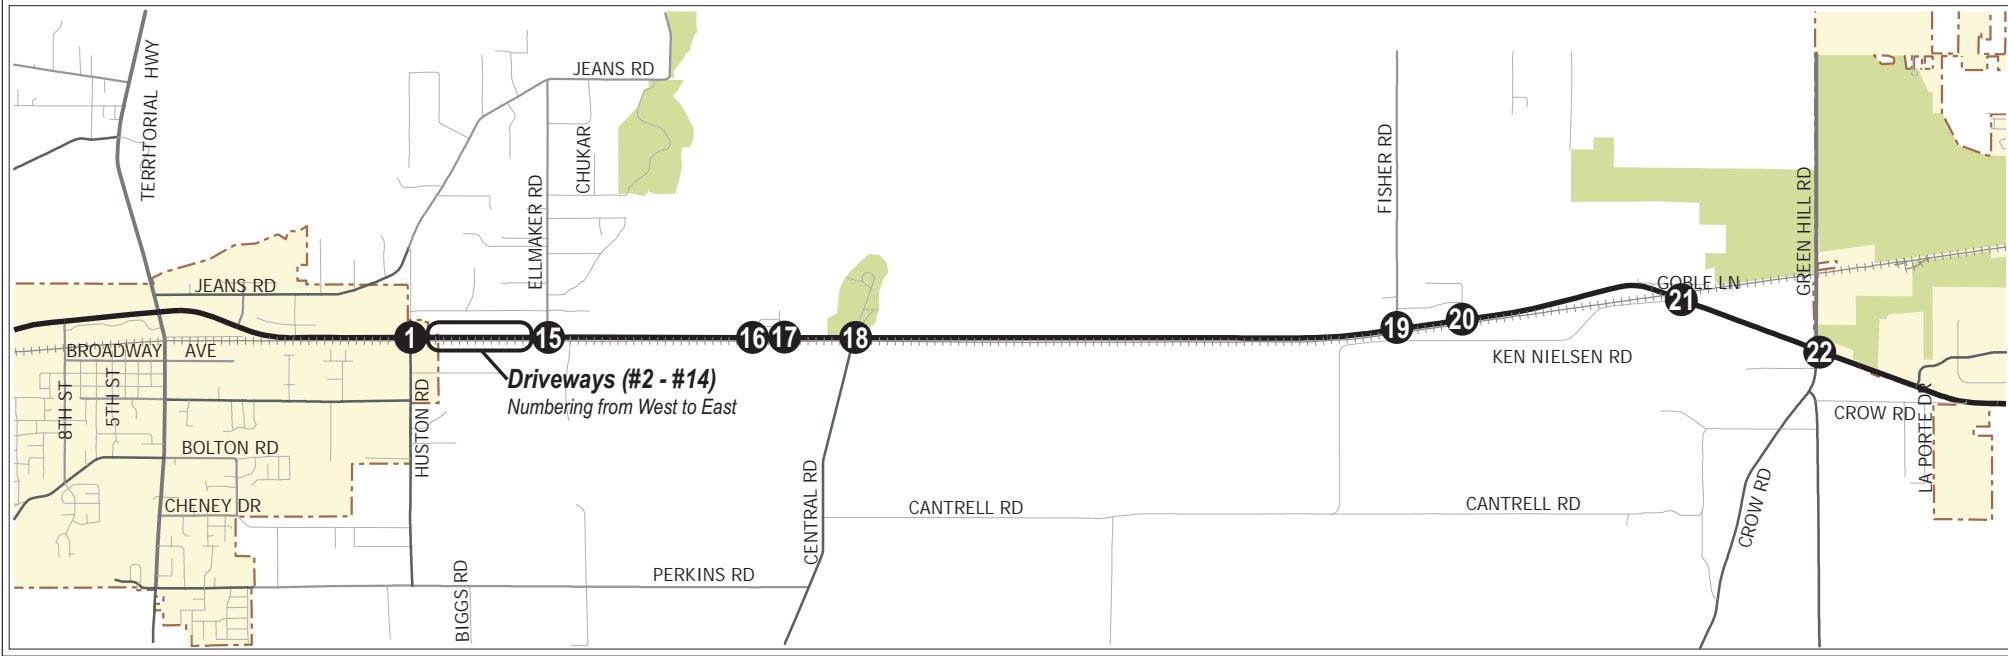 JEANS RD
TERRITORIAL HWY
CHUKAR
ELLMAKER RD
FISHER RD
GREEN HILL RD
JEANS RD
GOBLE LN
1
15
16
17
18
19
20
21
22
BROADWAY AVE
KEN NIELSEN RD
Driveways (#2 - #14)
Numbering from West to East
8TH ST
5TH ST
HUSTON RD
CROW RD
LA PORTE DR
BOLTON RD
CENTRAL RD
CROW RD
CHENEY DR
CANTRELL RD
CANTRELL RD
BIGGS RD
PERKINS RD